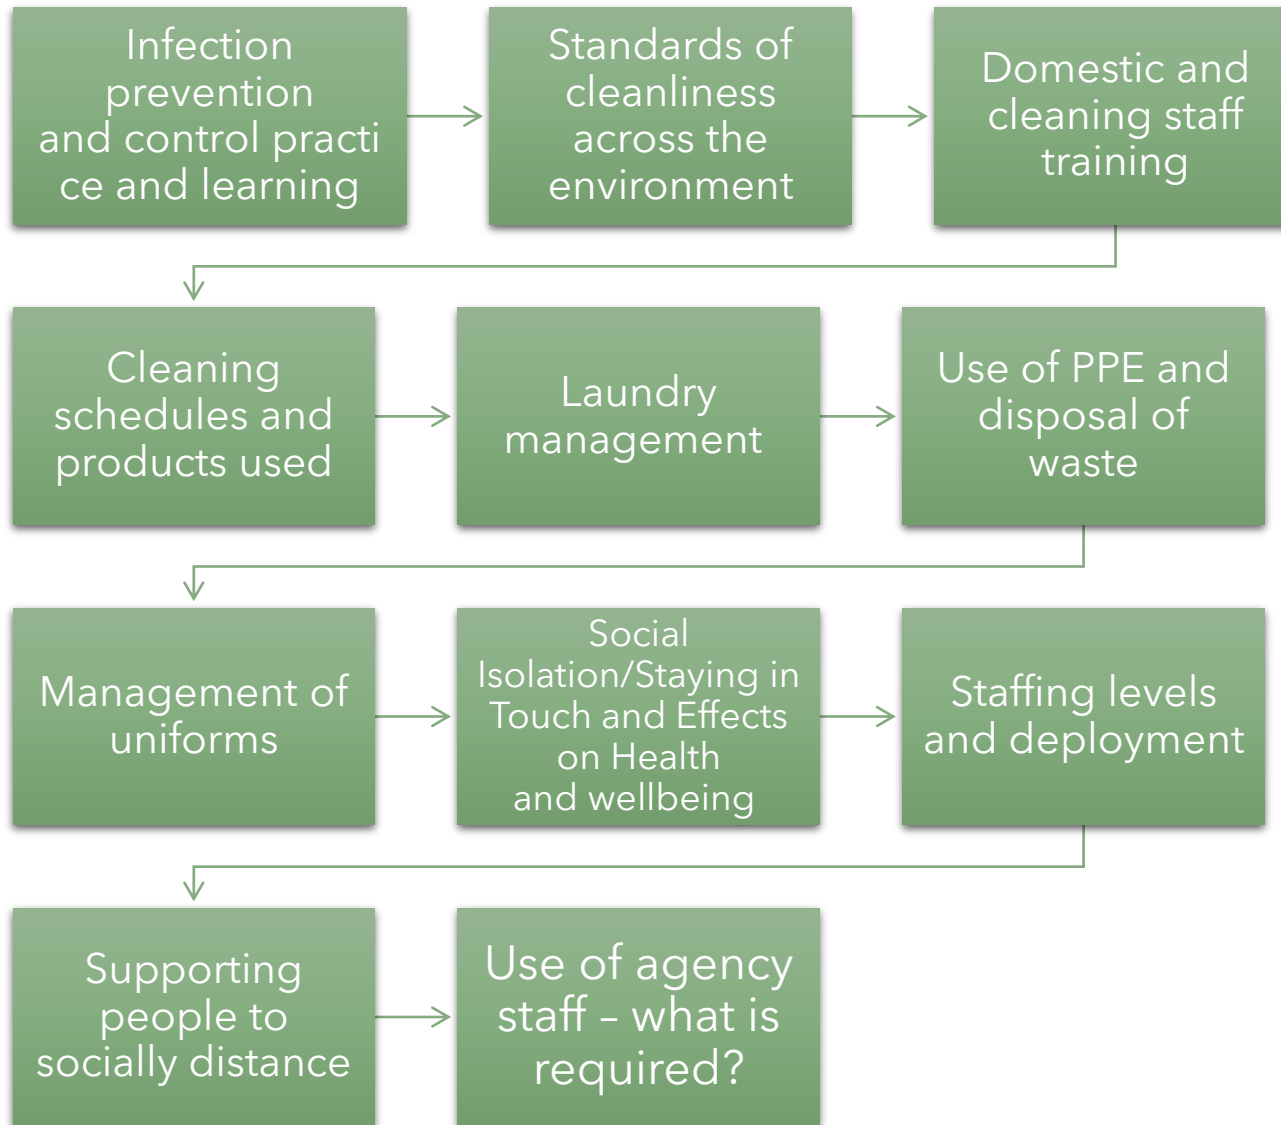 Infection
prevention
and control practi
ce and learning
Standards of
cleanliness
across the
environment
Domestic and
cleaning staff
training
Cleaning
schedules and
products used
Laundry
management
Use of PPE and
disposal of
waste
Management of
uniforms
Social
Isolation/Staying in
Touch and Effects
on Health
and wellbeing
Staffing levels
and deployment
Supporting
people to
socially distance
Use of agency
staff – what is
required?